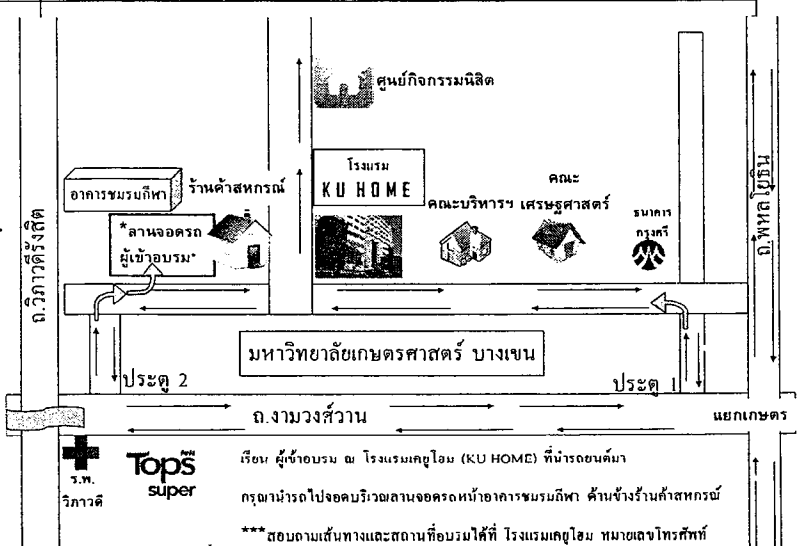 ศูนย์กิจกรรมนิสิต
โรงแรม
KU HOME
อาคารชมรมกีฬา
ร้านค้าสหกรณ์
*ลานจอดรถ
ผู้เข้าอบรม*
คณะบริหารฯ
คณะ
เศรษฐศาสตร์
ธนาคาร
กรุงศรี
ถ.วิภาวดีรังสิต
ถ.พหลโยธิน
มหาวิทยาลัยเกษตรศาสตร์ บางเขน
ประตู 2
ประตู 1
ถ.งามวงศ์วาน
แยกเกษตร
ร.พ.
วิภาวดี
Tops
super
เรียน ผู้เข้าอบรม ณ โรงแรมเคยูโฮม (KU HOME) ที่นำรถยนต์มา
กรุณานำรถไปจอดบริเวณลานจอดรถหน้าอาคารชมรมกีฬา ด้านข้างร้านค้าสหกรณ์
***สอบถามเส้นทางและสถานที่อบรมได้ที่ โรงแรมเคยูโฮม หมายเลขโทรศัพท์